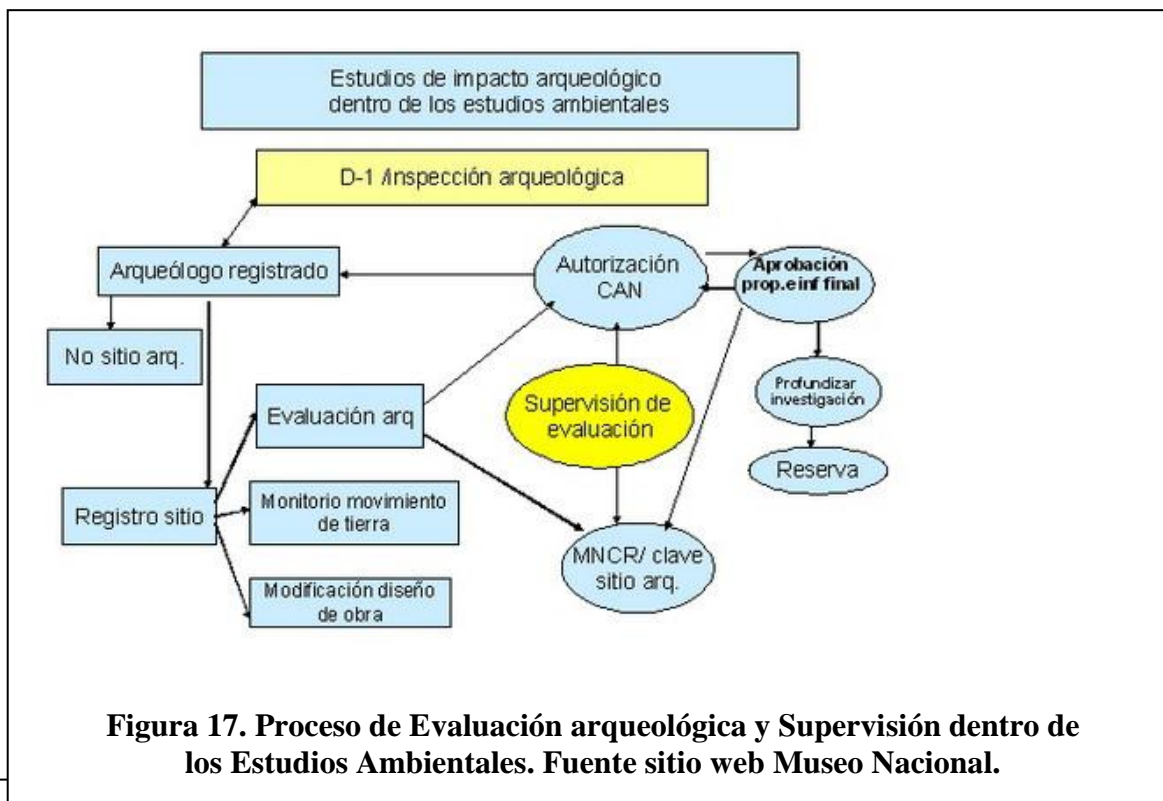 Estudios de impacto arqueológico
dentro de los estudios ambientales
D-1 /Inspección arqueológica
Arqueólogo registrado
Autorización
CAN
Aprobación
prop.e inf final
No sitio arq.
Evaluación arq
Supervisión de
evaluación
Profundizar
investigación
Reserva
Registro sitio
Monitorio movimiento
de tierra
MNCR/ clave
sitio arq.
Modificación diseño
de obra
Figura 17. Proceso de Evaluación arqueológica y Supervisión dentro de
los Estudios Ambientales. Fuente sitio web Museo Nacional.